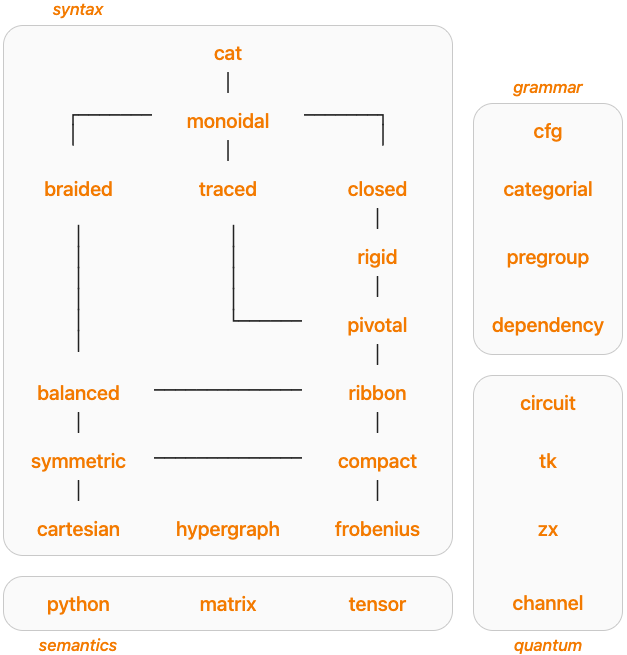 syntax
cat
monoidal
braided traced closed
rigid
pivotal
balanced ribbon
symmetric compact
cartesian hypergraph frobenius
python matrix tensor
semantics
grammar
cfg
categorial
pregroup
dependency
circuit
tk
zx
channel
quantum